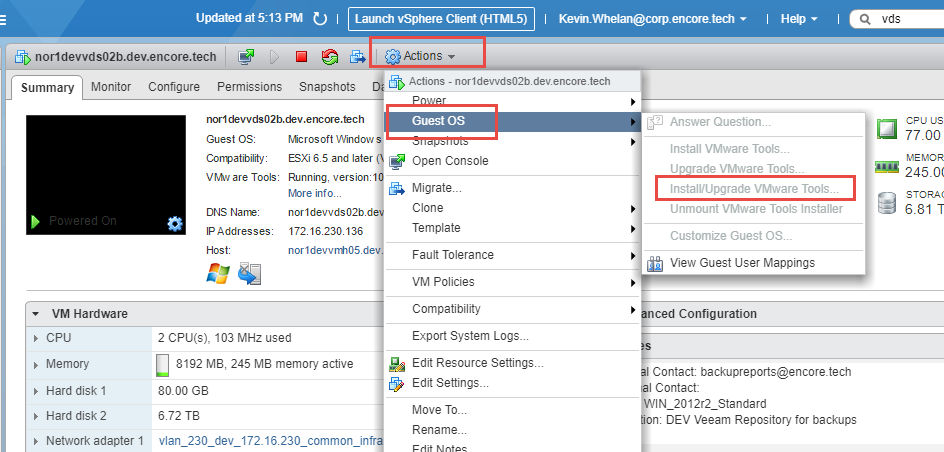 Updated at 5:13 PM
Launch vSphere Client (HTML5)
Kevin.Whelan@corp.encore.tech
Help
vds
nor1devvds02b.dev.encore.tech
Actions
Summary
Monitor
Configure
Permissions
Snapshots
Da
nor1devvds02b.dev.encore.tech
Guest OS: Microsoft Windows
Compatibility: ESXi 6.5 and later (V
VMware Tools: Running, version:10
More info...
DNS Name: nor1devvds02b.dev.
IP Addresses: 172.16.230.136
Host: nor1devvmh05.dev.
Powered On
Actions - nor1devvds02b.dev.encore.tech
Power
Guest OS
Snapshots
Open Console
Migrate...
Clone
Template
Fault Tolerance
VM Policies
Compatibility
Export System Logs...
Edit Resource Settings...
Edit Settings...
Move To...
Rename...
Edit Notes
Answer Question...
Install VMware Tools...
Upgrade VMware Tools...
Install/Upgrade VMware Tools...
Unmount VMware Tools Installer
Customize Guest OS...
View Guest User Mappings
CPU US
77.00
MEMOR
245.00
STORAG
6.81 T
VM Hardware
CPU 2 CPU(s), 103 MHz used
Memory 8192 MB, 245 MB memory active
Hard disk 1 80.00 GB
Hard disk 2 6.72 TB
Network adapter 1 vlan_230_dev_172.16.230_common_infra
nced Configuration
es
al Contact: backupreports@encore.tech
nal Contact:
WIN_2012r2_Standard
tion: DEV Veeam Repository for backups